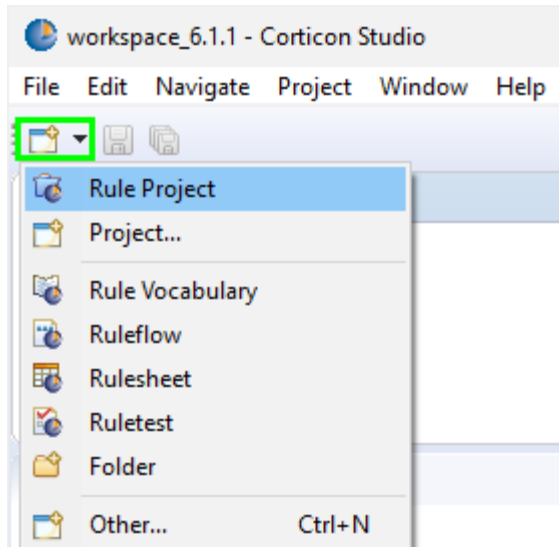 workspace_6.1.1 - Corticon Studio
File Edit Navigate Project Window Help
Rule Project
Project...
Rule Vocabulary
Ruleflow
Rulesheet
Ruletest
Folder
Other... Ctrl+N